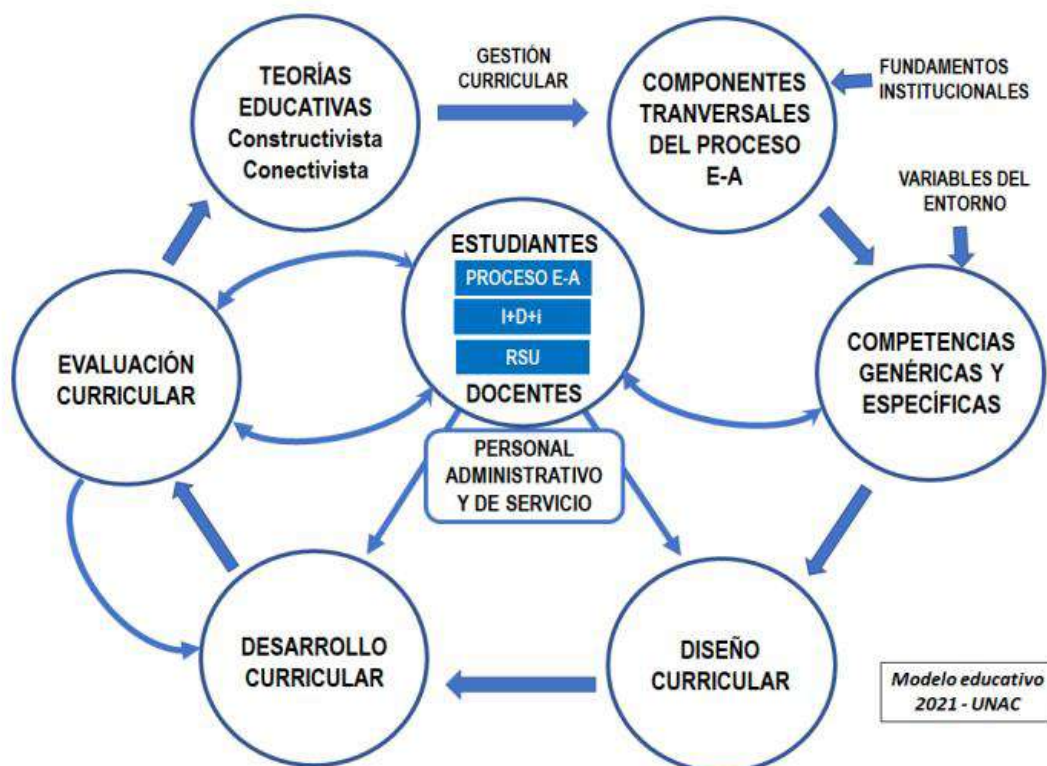 TEORÍAS
EDUCATIVAS
Constructivista
Conectivista
GESTIÓN
CURRICULAR
COMPONENTES
TRANVERSALES
DEL PROCESO
E-A
FUNDAMENTOS
INSTITUCIONALES
VARIABLES DEL
ENTORNO
ESTUDIANTES
PROCESO E-A
I+D+i
RSU
DOCENTES
PERSONAL
ADMINISTRATIVO
Y DE SERVICIO
EVALUACIÓN
CURRICULAR
COMPETENCIAS
GENÉRICAS Y
ESPECÍFICAS
DESARROLLO
CURRICULAR
DISEÑO
CURRICULAR
Modelo educativo
2021 - UNAC